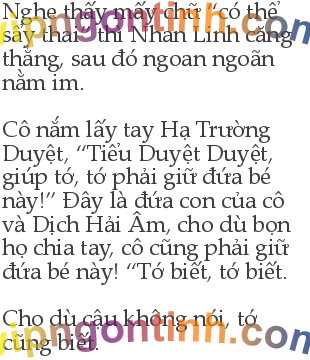 Nghe thấy mấy chữ “có thể
sảy thai” thì Nhan Linh căng
thẳng, sau đó ngoan ngoãn
nằm im.
Cô nắm lấy tay Hạ Trường
Duyệt, “Tiểu Duyệt Duyệt,
giúp tớ, tớ phải giữ đứa bé
này!” Đây là đứa con của cô
và Dịch Hải Âm, cho dù bọn
họ chia tay, cô cũng phải giữ
đứa bé này! “Tớ biết, tớ biết.
Cho dù cậu không nói, tớ
cũng biết.
vipngontinh.com
vipngontinh.com